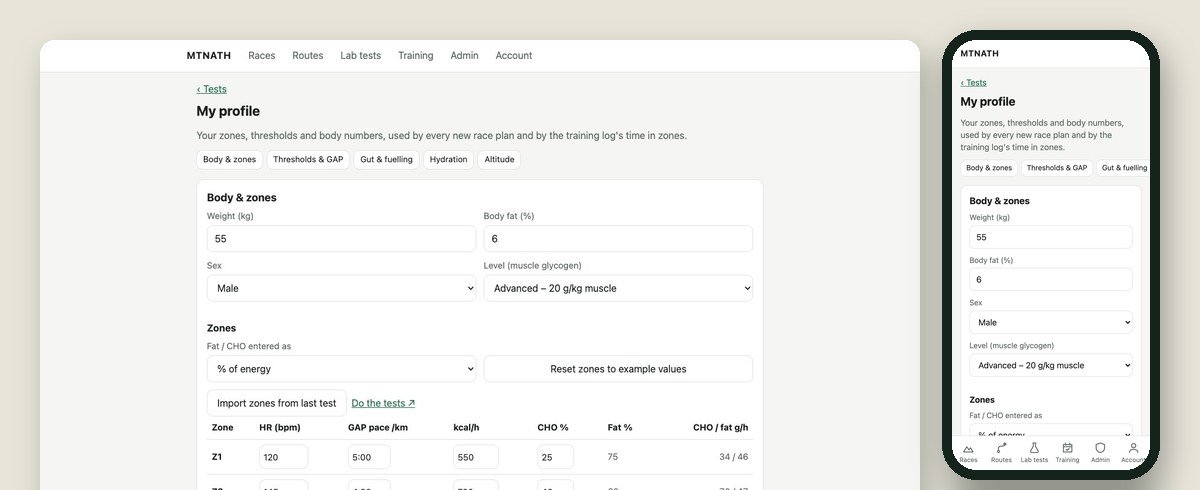 MTNATH Races Routes Lab tests Training Admin Account
‹ Tests
My profile
Your zones, thresholds and body numbers, used by every new race plan and by the training log's time in zones.
Body & zones Thresholds & GAP Gut & fuelling Hydration Altitude
Body & zones
Weight (kg) Body fat (%)
55 6
Sex Level (muscle glycogen)
Male Advanced – 20 g/kg muscle
Zones
Fat / CHO entered as
% of energy Reset zones to example values
Import zones from last test Do the tests ↗
Zone HR (bpm) GAP pace /km kcal/h CHO % Fat % CHO / fat g/h
Z1 120 5:00 550 25 75 34 / 46
MTNATH
‹ Tests
My profile
Your zones, thresholds and body numbers,
used by every new race plan and by the
training log's time in zones.
Body & zones Thresholds & GAP Gut & fuelling
Body & zones
Weight (kg)
55
Body fat (%)
6
Sex
Male
Level (muscle glycogen)
Advanced – 20 g/kg muscle
Zones
Fat / CHO entered as
% of energy
Races Routes Lab tests Training Admin Account